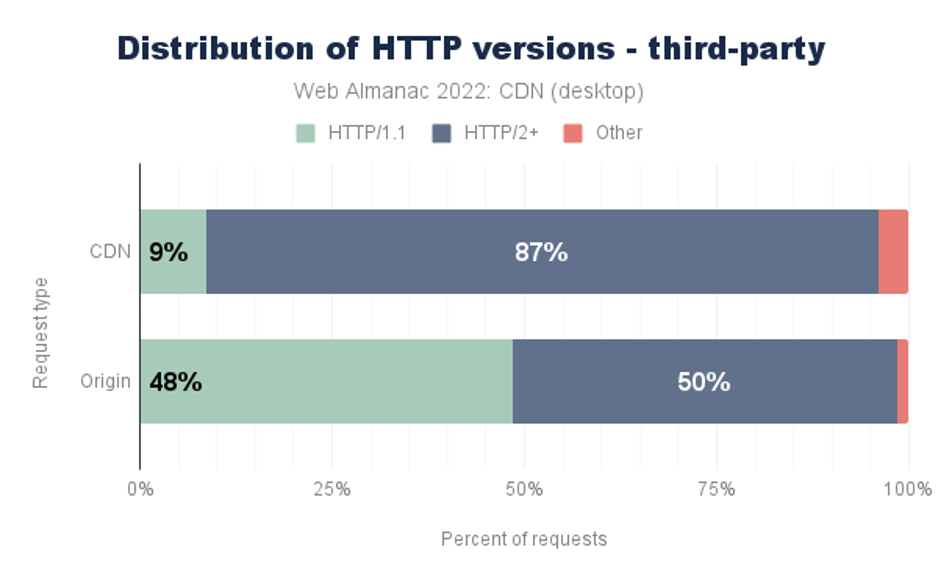 Distribution of HTTP versions - third-party
Web Almanac 2022: CDN (desktop)
HTTP/1.1 HTTP/2+ Other
CDN 9% 87%
Request type
Origin 48% 50%
0% 25% 50% 75% 100%
Percent of requests